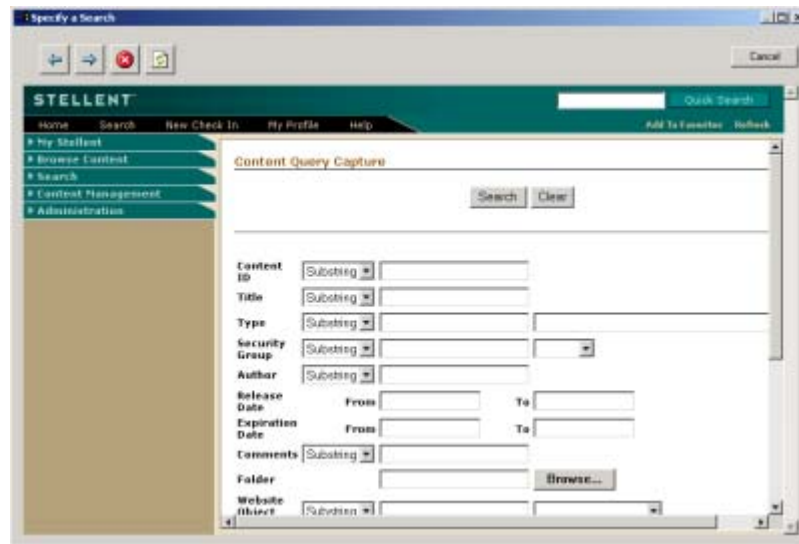 Specify a Search
Cancel
STELLENT
Quick Search
Home Search New Check In My Profile Help
Add To Favorites Refresh
My Stellent
Browse Content
Search
Content Management
Administration
Content Query Capture
Search Clear
Content ID Substring
Title Substring
Type Substring
Security Group Substring
Author Substring
Release Date From To
Expiration Date From To
Comments Substring
Folder Browse...
Website Object Substring